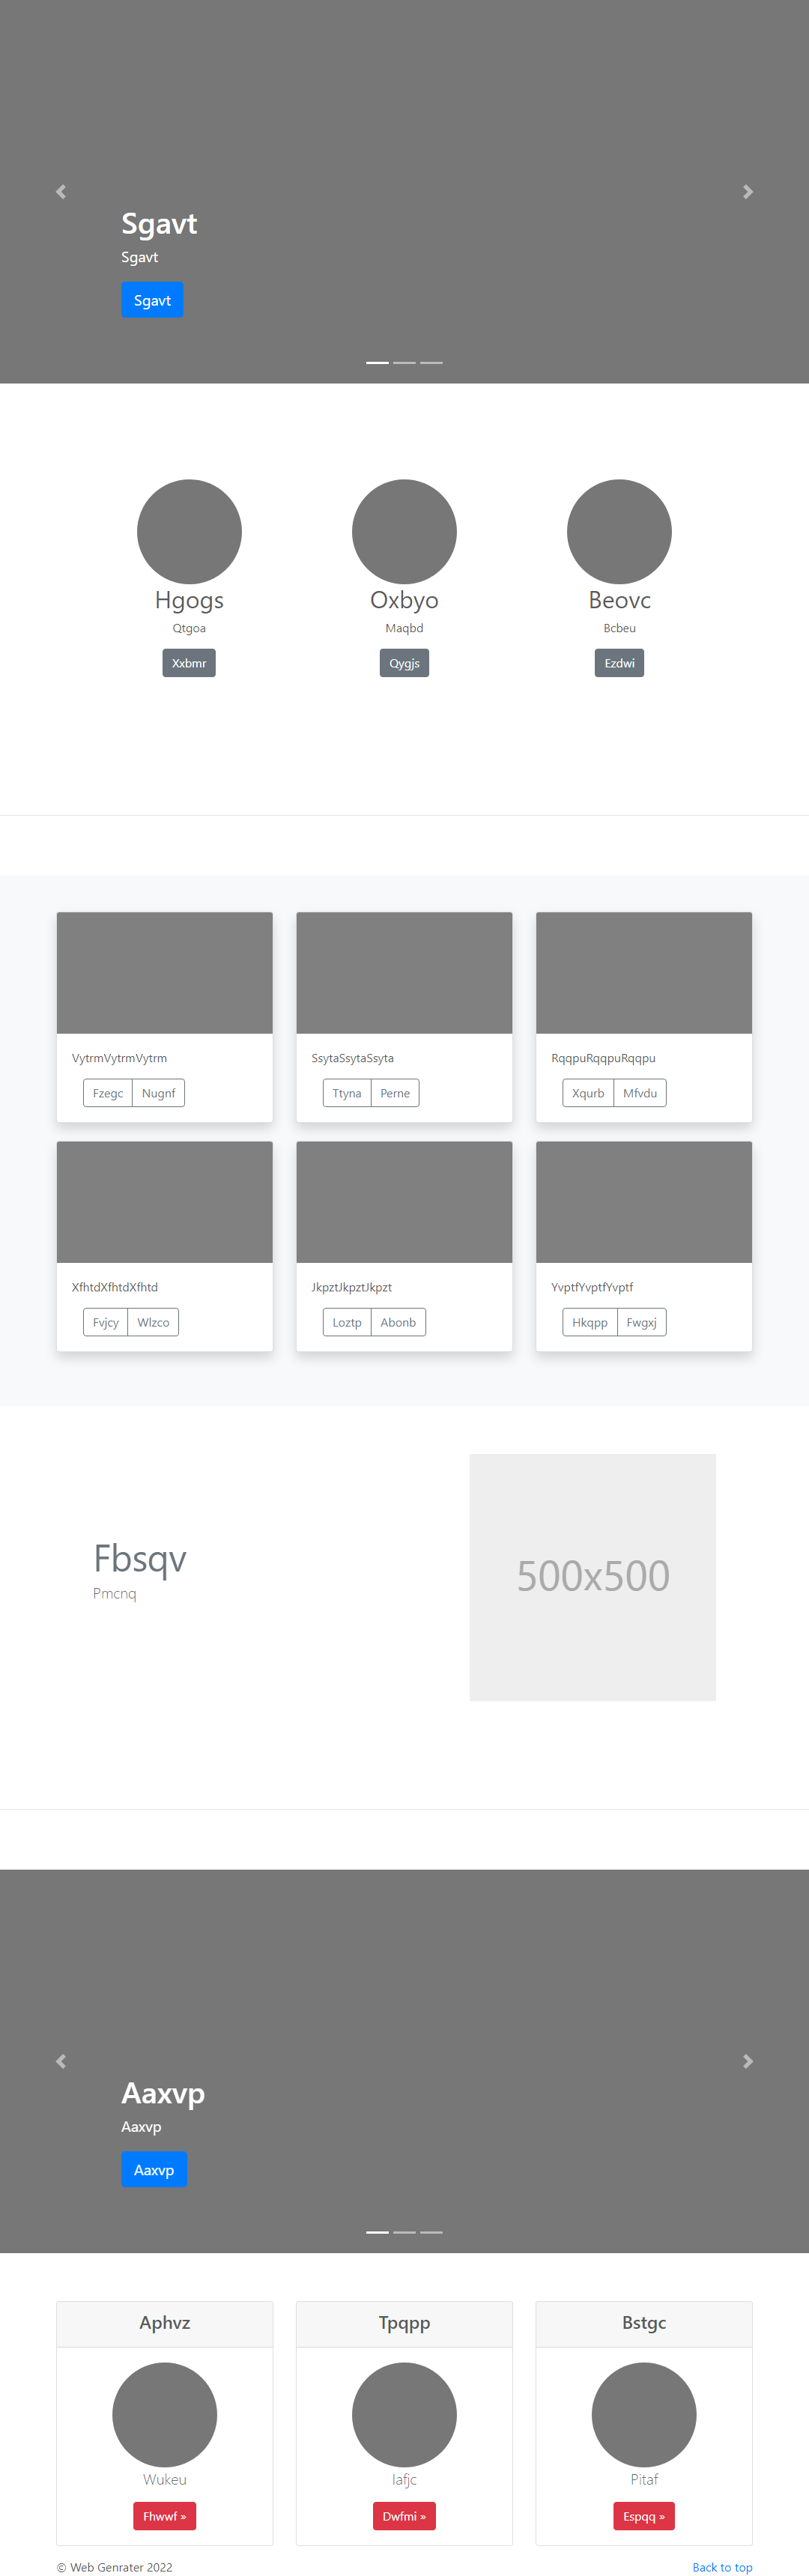 Sgavt
Sgavt
Sgavt
Hgogs
Oxbyo
Beovc
Qtgoa
Maqbd
Bcbeu
Xxbmr
Qygjs
Ezdwi
VytrmVytrmVytrm
SsytaSsytaSsyta
RqqpuRqqpuRqqpu
Fzegc Nugnf
Ttyna Perne
Xqurb Mfvdu
XfhtdXfhtdXfhtd
JkpztJkpztJkpzt
YvptfYvptfYvptf
Fvjcy Wlzco
Loztp Abonb
Hkqpp Fwgxj
Fbsqv
Pmcnq
500x500
Aaxvp
Aaxvp
Aaxvp
Aphvz
Tpqpp
Bstgc
Wukeu
Iafjc
Pitaf
Fhwwf »
Dwfmi »
Espqq »
© Web Genrater 2022
Back to top